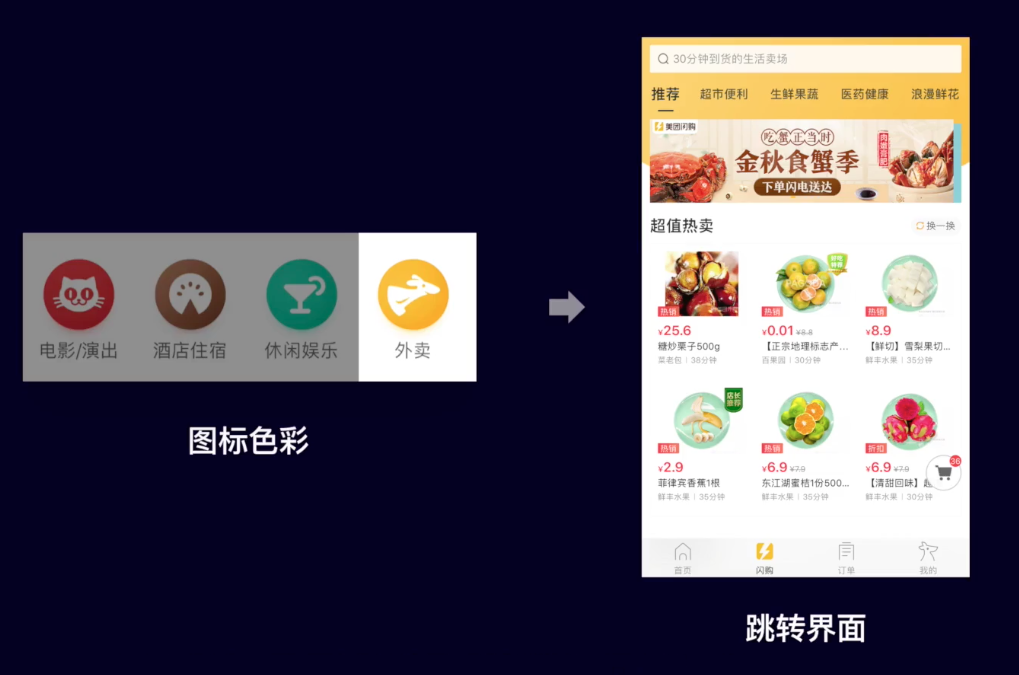 30分钟到货的生活卖场
推荐 超市便利 生鲜果蔬 医药健康 浪漫鲜花
美团闪购
吃蟹正当时
金秋食蟹季
下单闪电送达
肉嫩膏肥
超值热卖
换一换
热销 热销 热销
¥25.6 ¥0.01 ¥8.8 ¥8.9
糖炒栗子500g 【正宗地理标志产... 【鲜切】雪梨果切...
菜老包 | 38分钟 百果园 | 30分钟 鲜丰水果 | 35分钟
店长推荐
热销 热销 折扣
¥2.9 ¥6.9 ¥7.9 ¥6.9 ¥7.9
36
菲律宾香蕉1根 东江湖蜜桔1份500... 【清甜回味】
鲜丰水果 | 35分钟 鲜丰水果 | 35分钟 鲜丰水果 | 30分钟
首页 闪购 订单 我的
电影/演出 酒店住宿 休闲娱乐 外卖
图标色彩
跳转界面